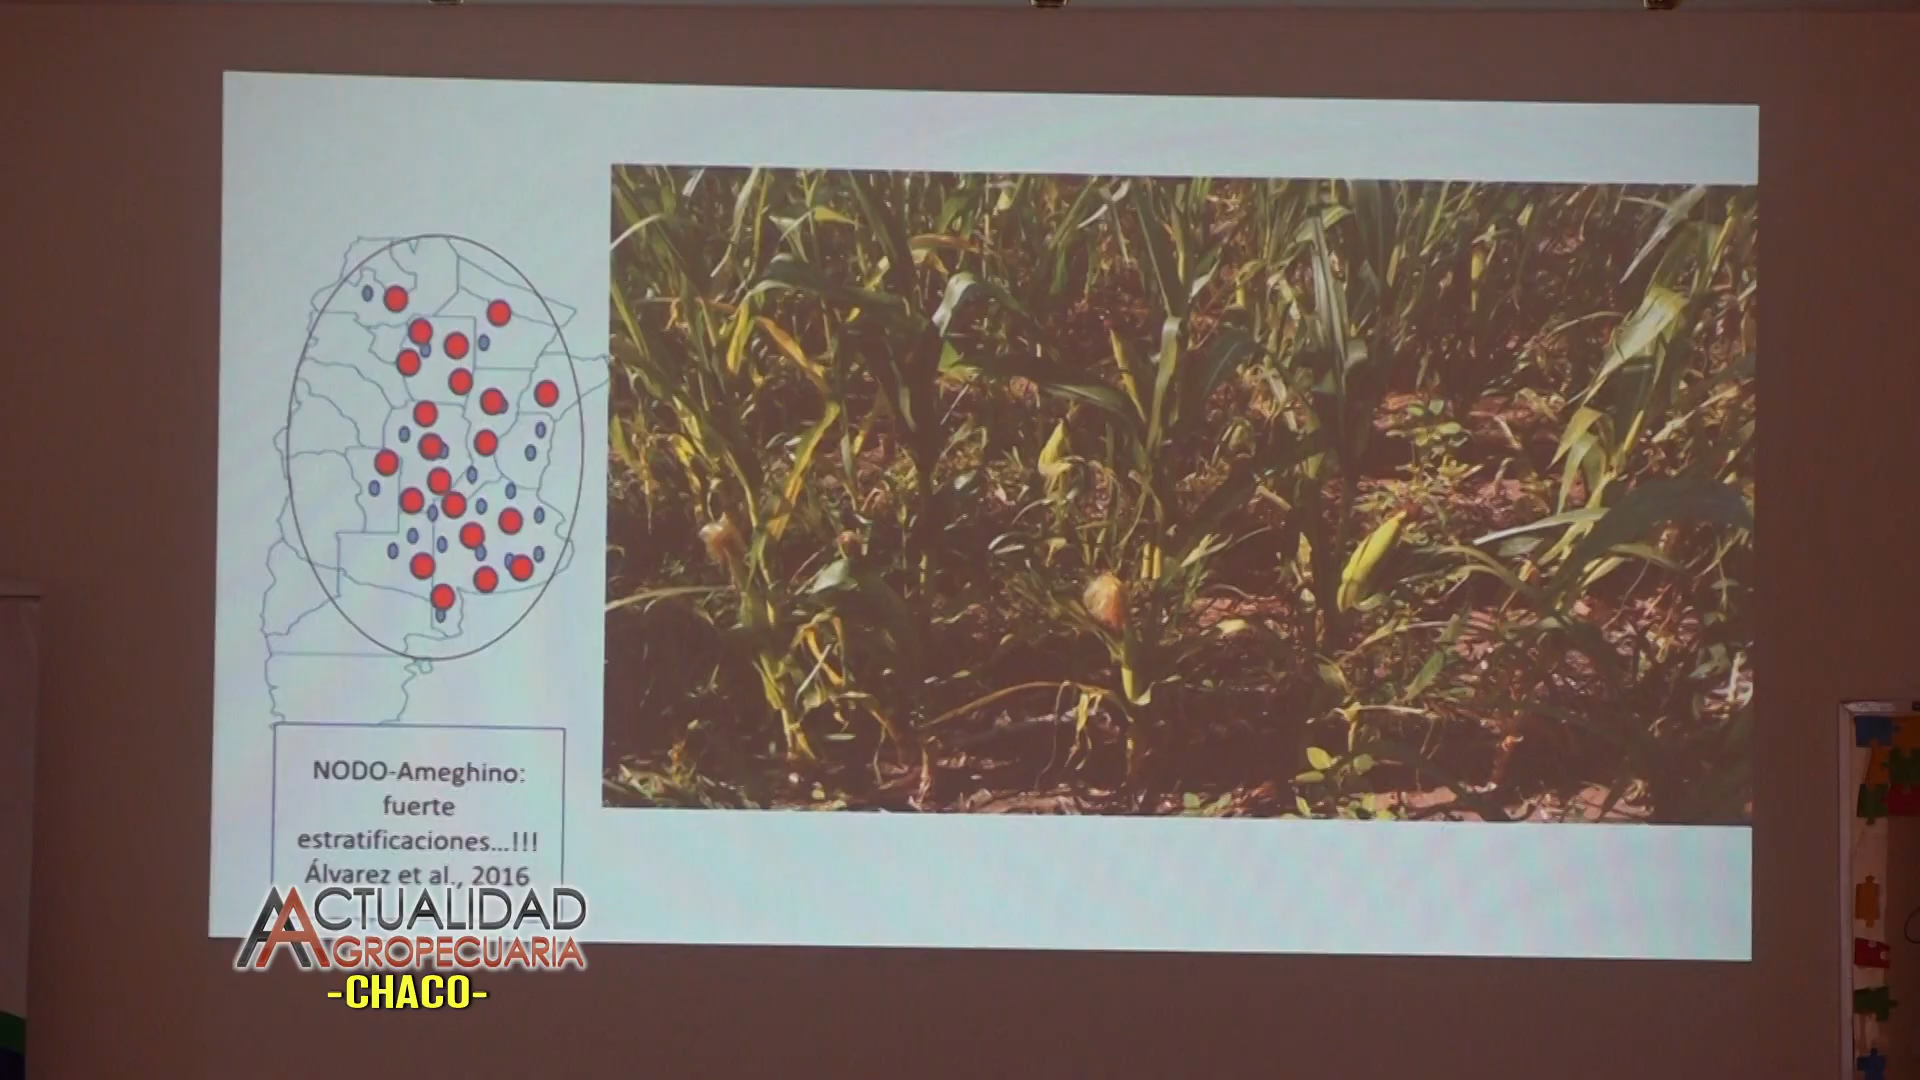 NODO-Ameghino:
fuerte
estratificaciones...!!!
Álvarez et al., 2016
ACTUALIDAD
AGROPECUARIA
-CHACO-